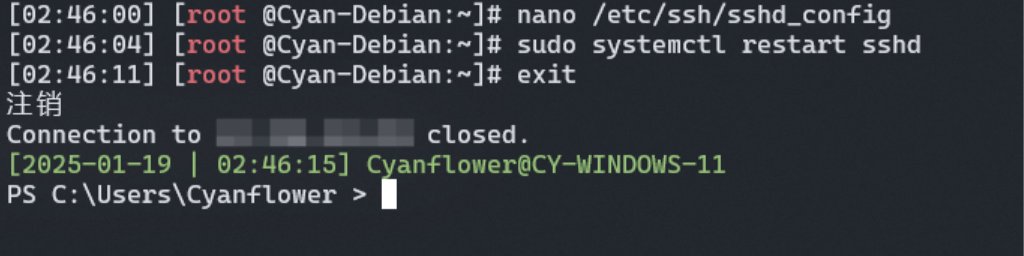 [02:46:00] [root @Cyan-Debian:~]# nano /etc/ssh/sshd_config
[02:46:04] [root @Cyan-Debian:~]# sudo systemctl restart sshd
[02:46:11] [root @Cyan-Debian:~]# exit
注销
Connection to closed.
[2025-01-19 | 02:46:15] Cyanflower@CY-WINDOWS-11
PS C:\Users\Cyanflower >